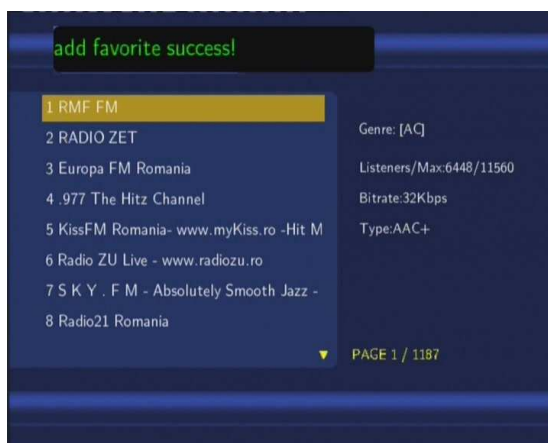 add favorite success!
1 RMF FM
2 RADIO ZET
3 Europa FM Romania
4 .977 The Hitz Channel
5 KissFM Romania- www.myKiss.ro -Hit M
6 Radio ZU Live - www.radiozu.ro
7 S K Y . F M - Absolutely Smooth Jazz -
8 Radio21 Romania
Genre: [AC]
Listeners/Max:6448/11560
Bitrate:32Kbps
Type:AAC+
PAGE 1 / 1187